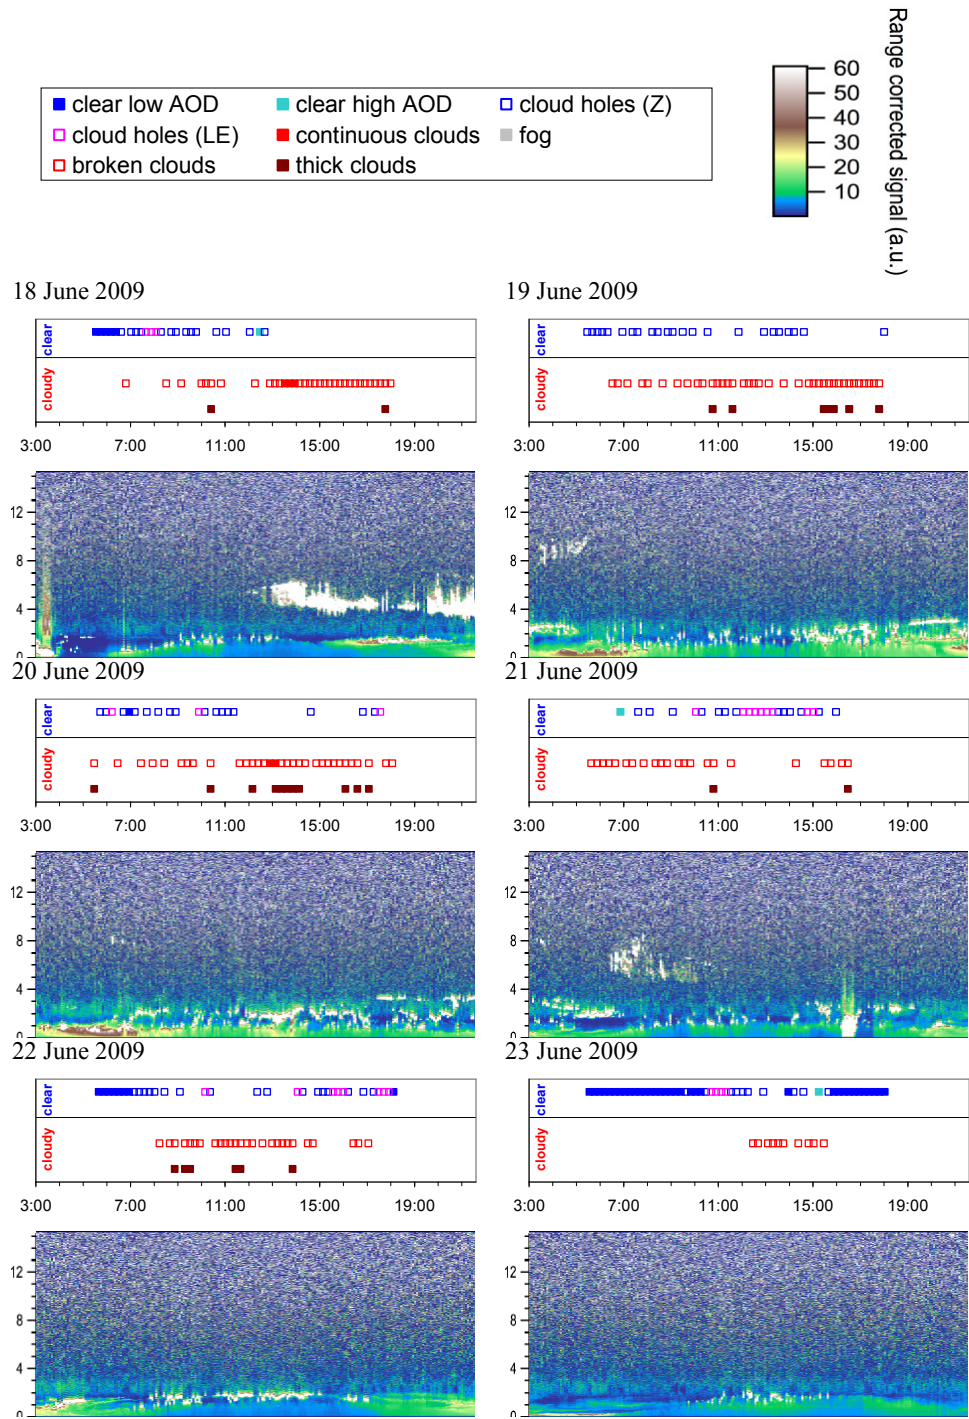 Range corrected signal (a.u.)
60
50
40
30
20
10
clear low AOD clear high AOD cloud holes (Z)
cloud holes (LE) continuous clouds fog
broken clouds thick clouds
18 June 2009 19 June 2009
clear clear
cloudy cloudy
3:00 7:00 11:00 15:00 19:00 3:00 7:00 11:00 15:00 19:00
12 12
8 8
4 4
0 0
20 June 2009 21 June 2009
clear clear
cloudy cloudy
3:00 7:00 11:00 15:00 19:00 3:00 7:00 11:00 15:00 19:00
12 12
8 8
4 4
0 0
22 June 2009 23 June 2009
clear clear
cloudy cloudy
3:00 7:00 11:00 15:00 19:00 3:00 7:00 11:00 15:00 19:00
12 12
8 8
4 4
0 0